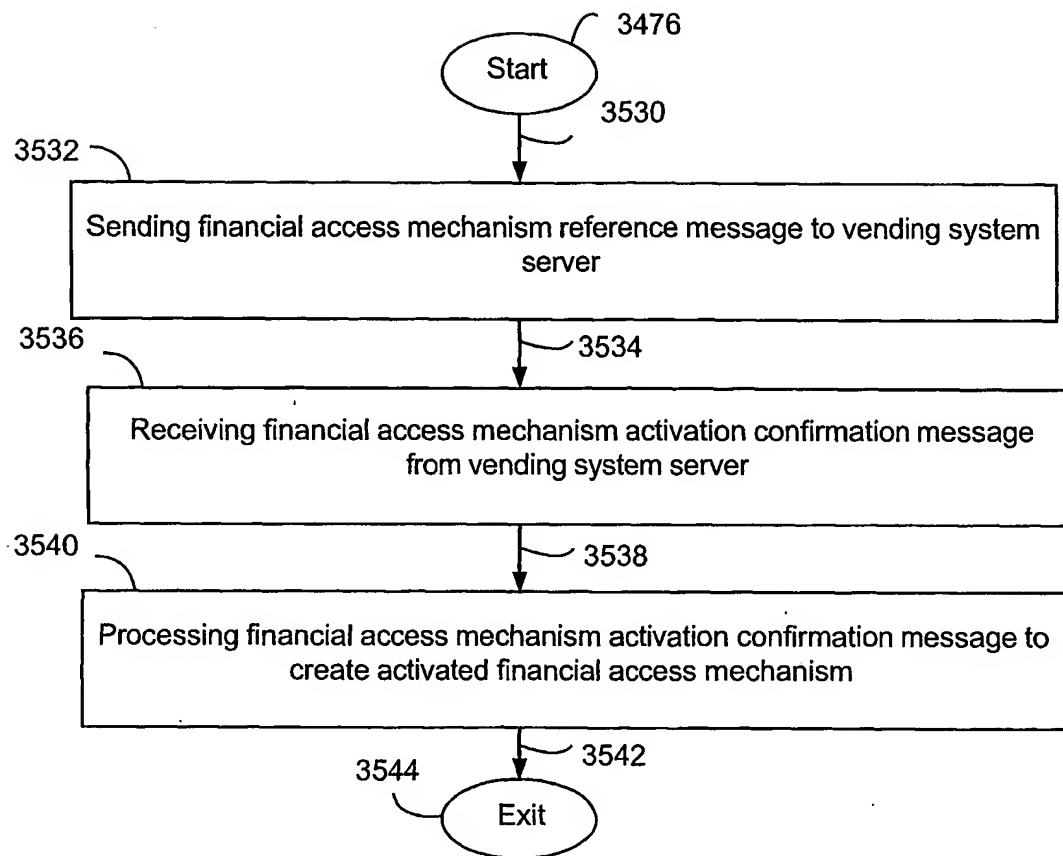 3476
Start
3530
3532
Sending financial access mechanism reference message to vending system
server
3536
3534
Receiving financial access mechanism activation confirmation message
from vending system server
3540
3538
Processing financial access mechanism activation confirmation message to
create activated financial access mechanism
3544
3542
Exit